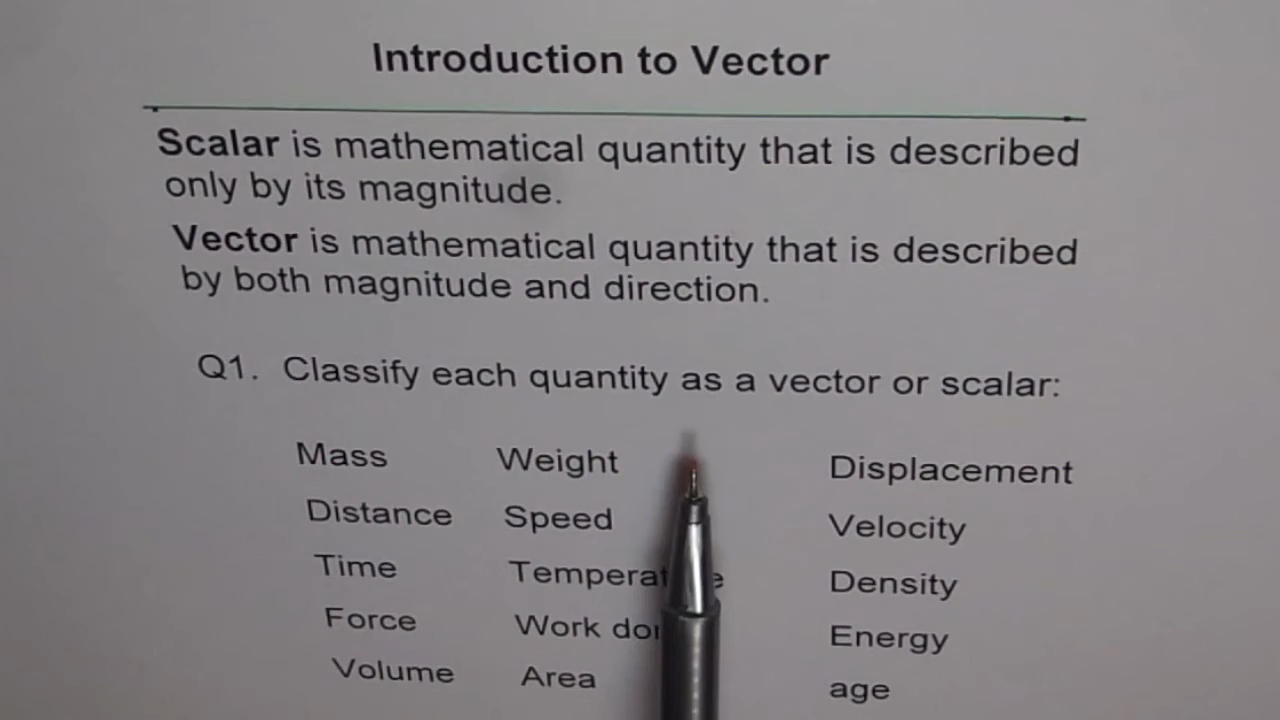 Introduction to Vector
Scalar is mathematical quantity that is described
only by its magnitude.
Vector is mathematical quantity that is described
by both magnitude and direction.
Q1. Classify each quantity as a vector or scalar:
Mass Weight Displacement
Distance Speed Velocity
Time Density
Force Work Energy
Volume Area age